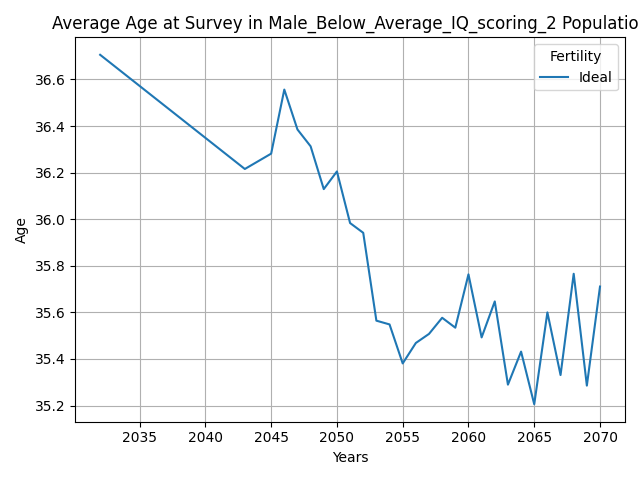 Average Age at Survey in Male_Below_Average_IQ_scoring_2 Populatio
Fertility
Ideal
Age
36.6
36.4
36.2
36.0
35.8
35.6
35.4
35.2
2035 2040 2045 2050 2055 2060 2065 2070
Years